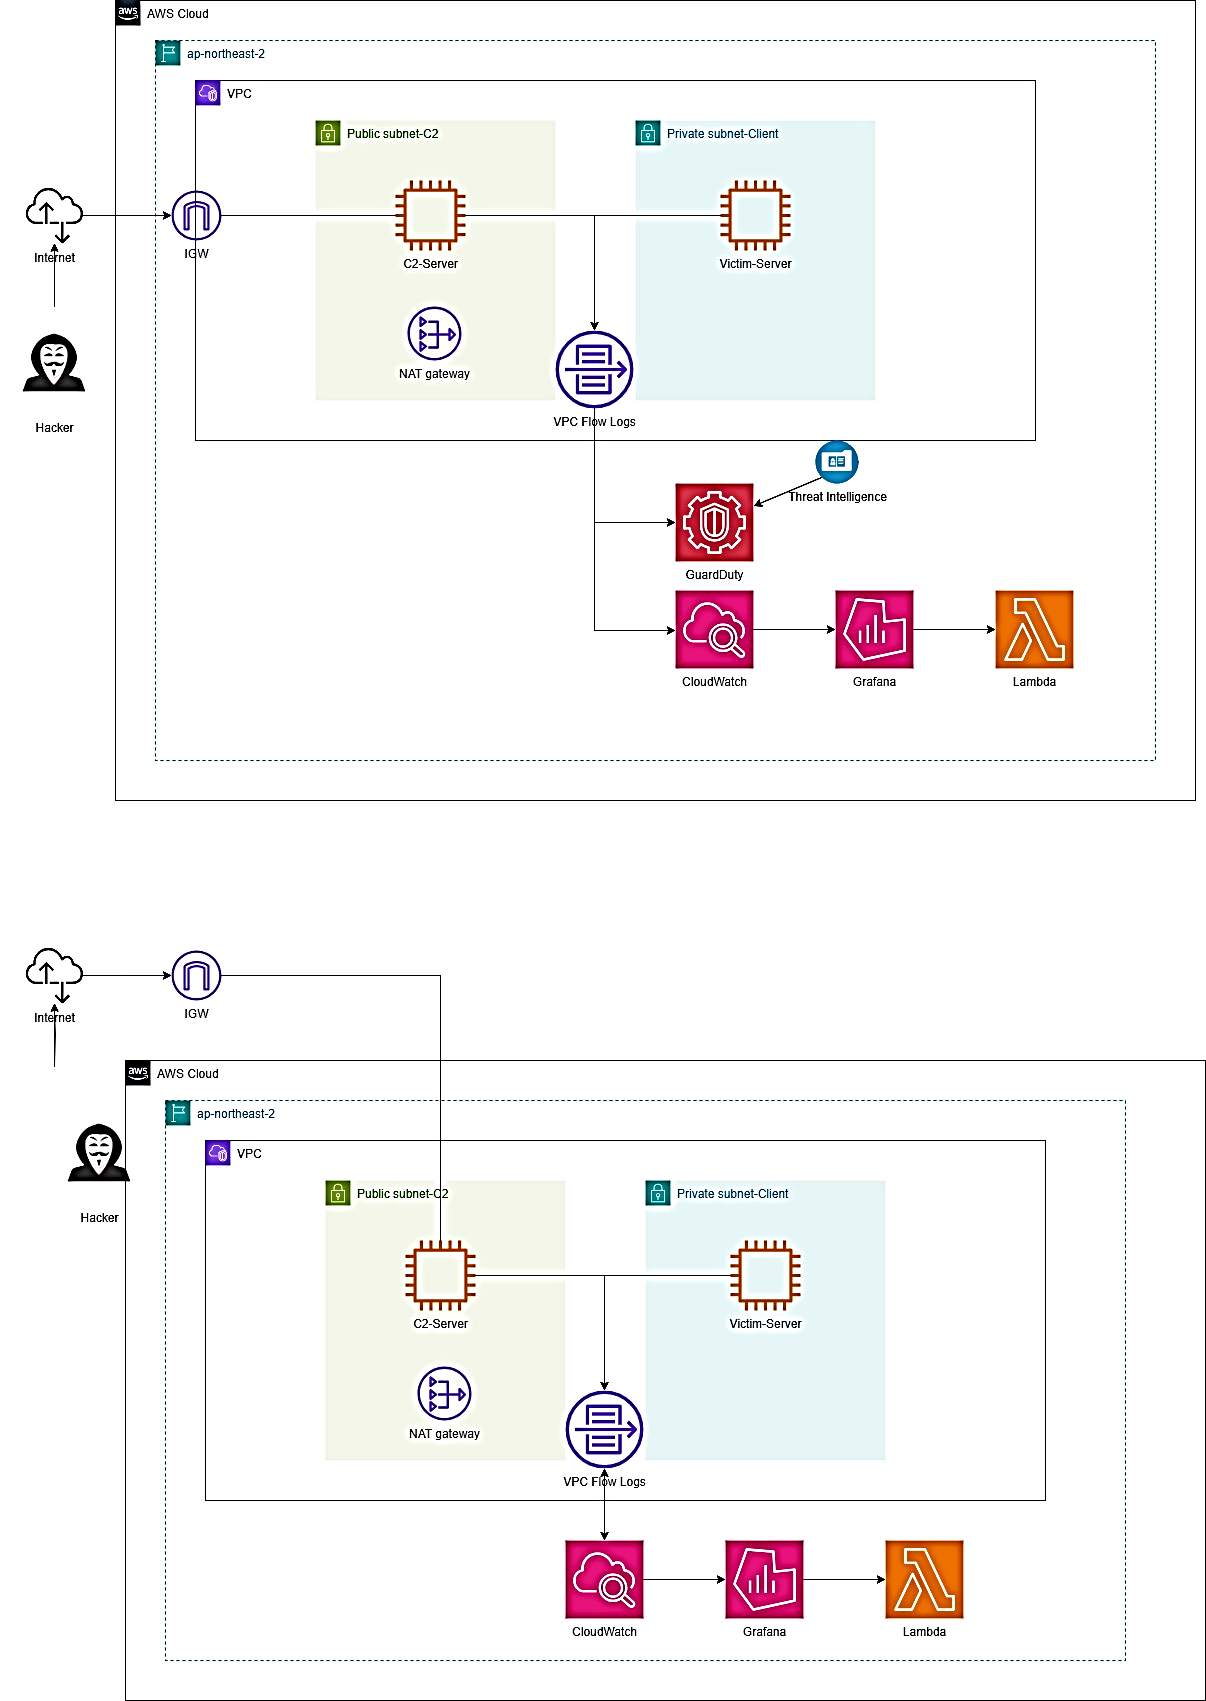 aws AWS Cloud
ap-northeast-2
VPC
Public subnet-C2
Private subnet-Client
Internet
IGW
C2-Server
Victim-Server
NAT gateway
Hacker
VPC Flow Logs
Threat Intelligence
GuardDuty
CloudWatch
Grafana
Lambda
Internet
IGW
aws AWS Cloud
ap-northeast-2
VPC
Public subnet-C2
Private subnet-Client
Hacker
C2-Server
Victim-Server
NAT gateway
VPC Flow Logs
CloudWatch
Grafana
Lambda